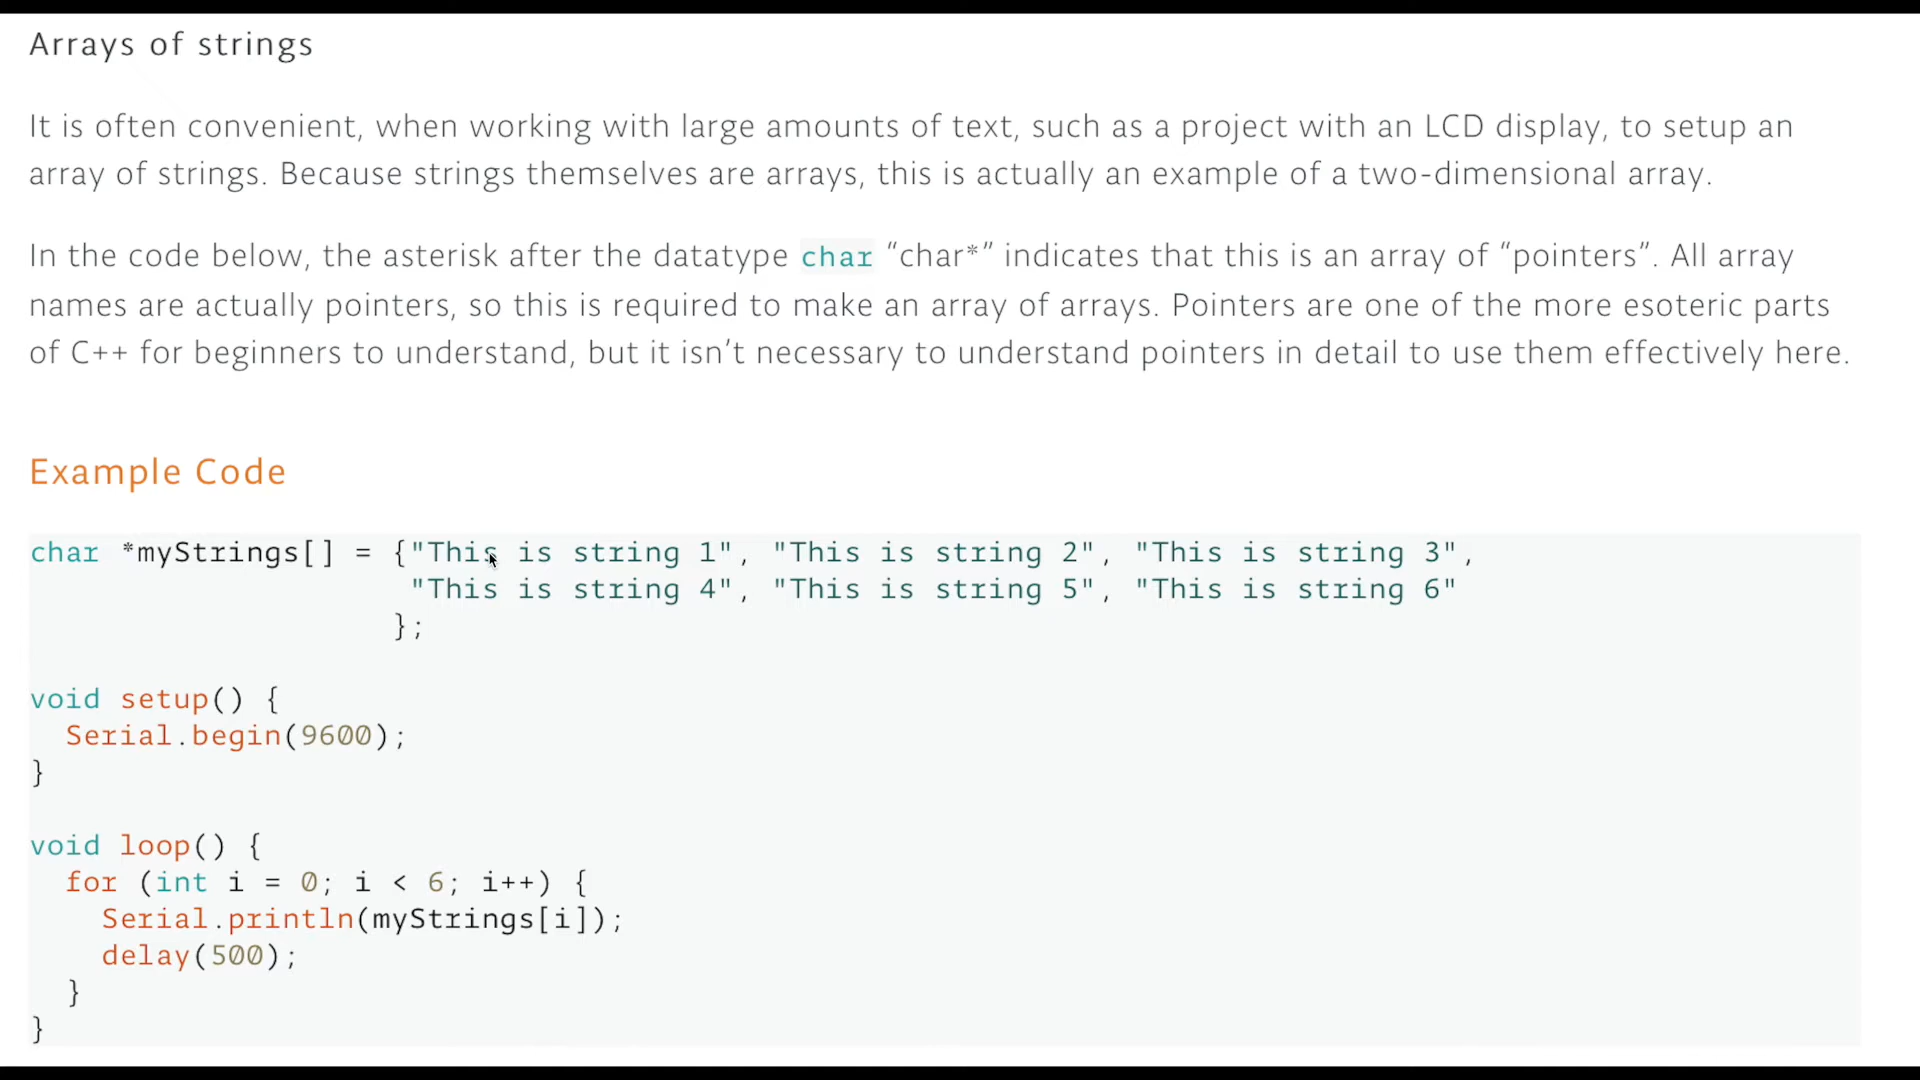 Arrays of strings
It is often convenient, when working with large amounts of text, such as a project with an LCD display, to setup an
array of strings. Because strings themselves are arrays, this is actually an example of a two-dimensional array.
In the code below, the asterisk after the datatype char “char*” indicates that this is an array of “pointers”. All array
names are actually pointers, so this is required to make an array of arrays. Pointers are one of the more esoteric parts
of C++ for beginners to understand, but it isn’t necessary to understand pointers in detail to use them effectively here.
Example Code
char *myStrings[] = {"This is string 1", "This is string 2", "This is string 3",
"This is string 4", "This is string 5", "This is string 6"
};
void setup() {
Serial.begin(9600);
}
void loop() {
for (int i = 0; i < 6; i++) {
Serial.println(myStrings[i]);
delay(500);
}
}